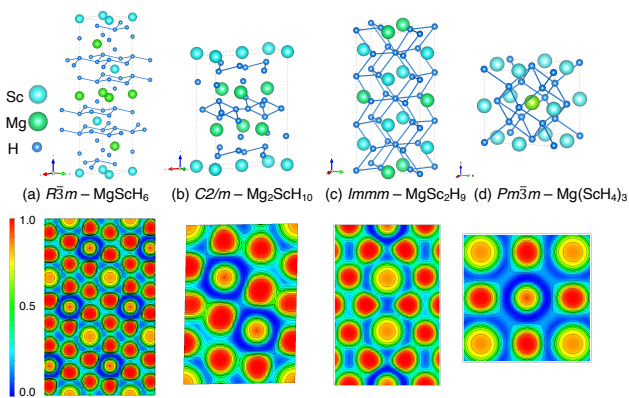 Sc
Mg
H
(a) R3̄m – MgScH₆
(b) C2/m – Mg₂ScH₁₀
(c) Immm – MgSc₂H₉
(d) Pm3̄m – Mg(ScH₄)₃
1.0
0.5
0.0